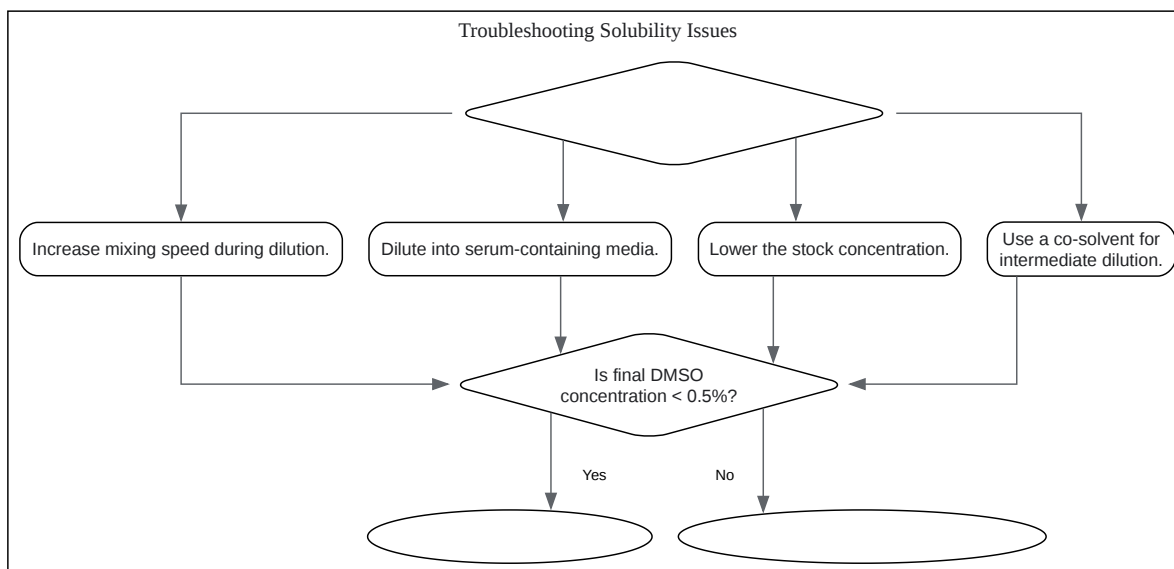 Troubleshooting Solubility Issues
Increase mixing speed during dilution.
Dilute into serum-containing media.
Lower the stock concentration.
Use a co-solvent for
intermediate dilution.
Is final DMSO
concentration < 0.5%?
Yes
No